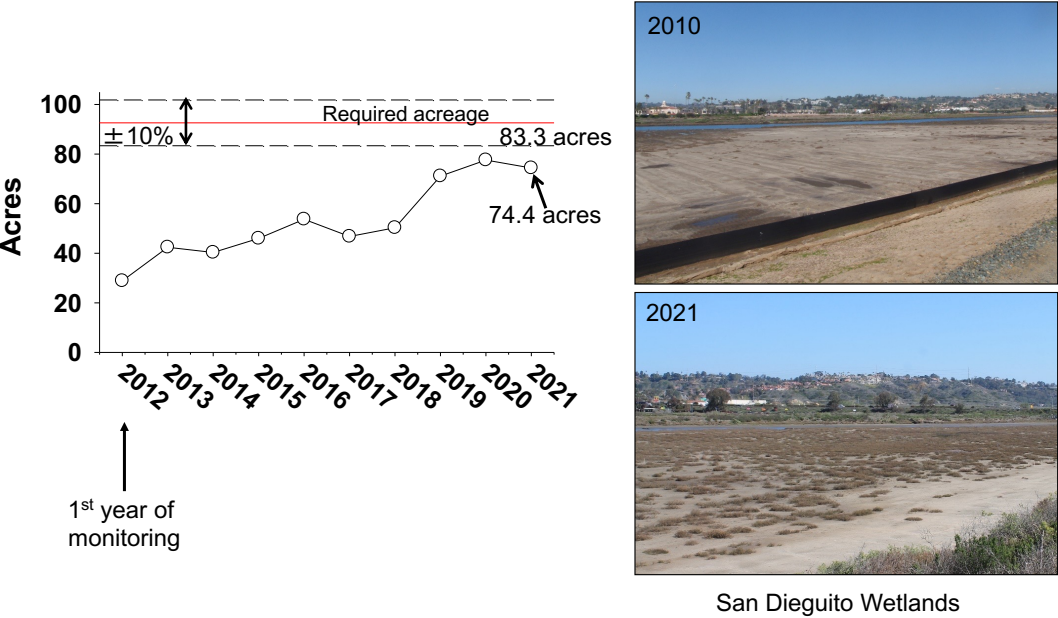 Acres
100
80
60
40
20
0
Required acreage
±10%
83.3 acres
74.4 acres
2012
2013
2014
2015
2016
2017
2018
2019
2020
2021
1st year of
monitoring
2010
2021
San Dieguito Wetlands